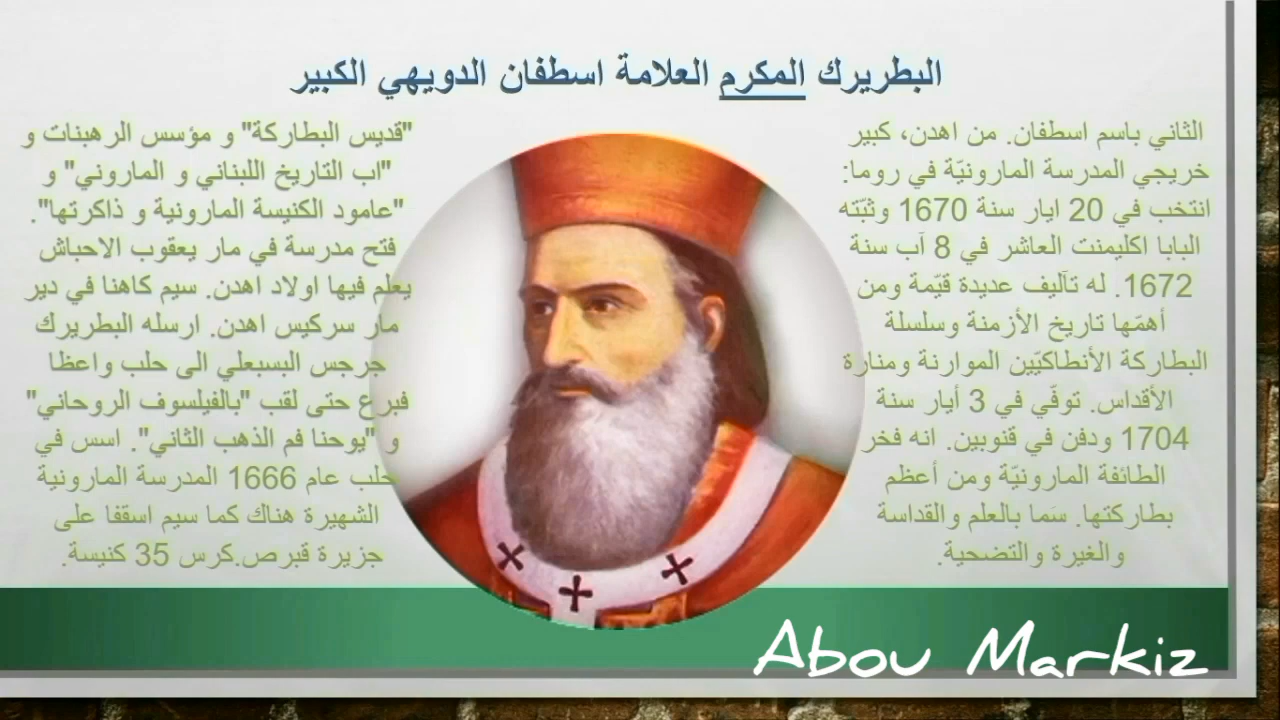 البطريرك المكرم العلامة اسطفان الدويهي الكبير
الثاني باسم اسطفان. من اهدن، كبير
خريجي المدرسة المارونيّة في روما:
انتخب في 20 ايار سنة 1670 وثبّته
البابا اكليمنت العاشر في 8 آب سنة
1672. له تآليف عديدة قيّمة ومن
أهمّها تاريخ الأزمنة وسلسلة
البطاركة الأنطاكيّين الموارنة ومنارة
الأقداس. توفّي في 3 أيار سنة
1704 ودفن في قنوبين. انه فخر
الطائفة المارونيّة ومن أعظم
بطاركتها. سَما بالعلم والقداسة
والغيرة والتضحية.
"قديس البطاركة" و مؤسس الرهبنات و
"اب التاريخ اللبناني و الماروني" و
"عامود الكنيسة المارونية و ذاكرتها".
فتح مدرسة في مار يعقوب الاحباش
يعلم فيها اولاد اهدن. سيم كاهنا في دير
مار سركيس اهدن. ارسله البطريرك
جرجس البسبعلي الى حلب واعظا
فبرع حتى لقب "بالفيلسوف الروحاني"
و "يوحنا فم الذهب الثاني". اسس في
حلب عام 1666 المدرسة المارونية
الشهيرة هناك كما سيم اسقفا على
جزيرة قبرص.كرس 35 كنيسة.
Abou Markiz